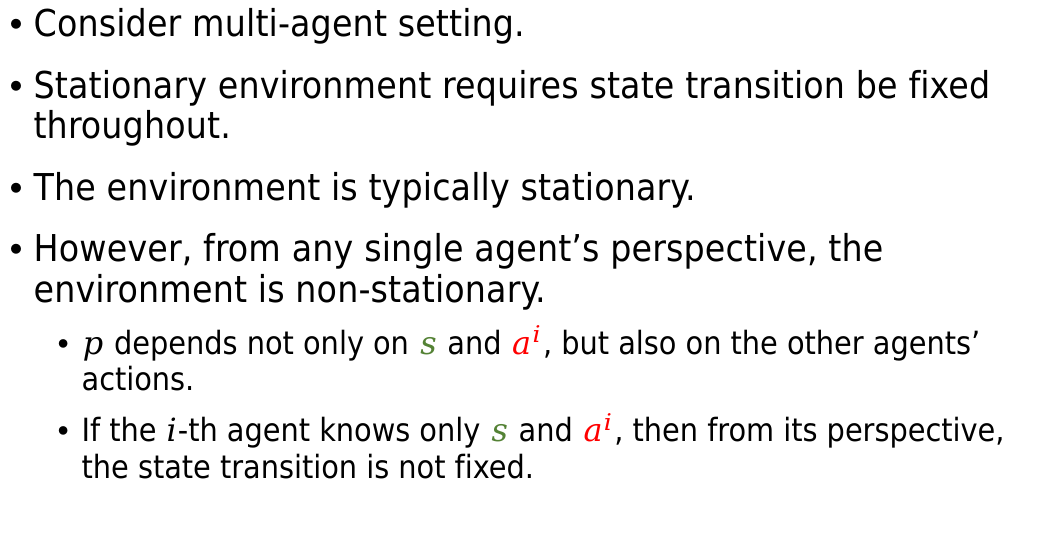 • Consider multi-agent setting.
• Stationary environment requires state transition be fixed
throughout.
• The environment is typically stationary.
• However, from any single agent’s perspective, the
environment is non-stationary.
• p depends not only on s and aⁱ, but also on the other agents’
actions.
• If the i-th agent knows only s and aⁱ, then from its perspective,
the state transition is not fixed.